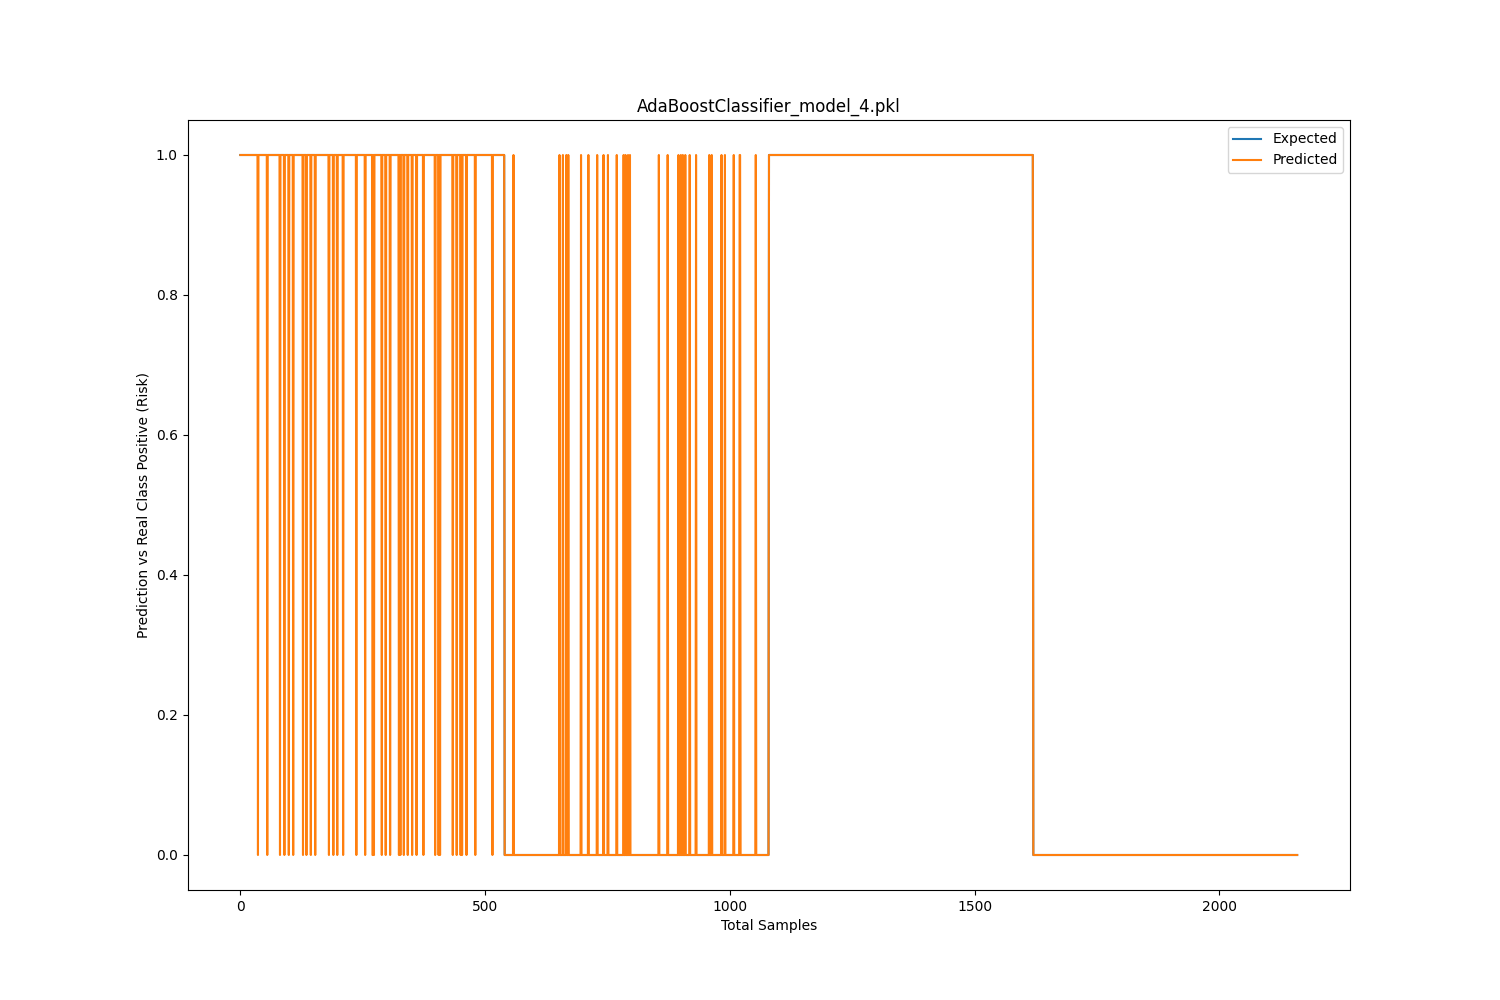 AdaBoostClassifier_model_4.pkl
Expected
Predicted
1.0
0.8
0.6
0.4
0.2
0.0
Prediction vs Real Class Positive (Risk)
0
500
1000
1500
2000
Total Samples